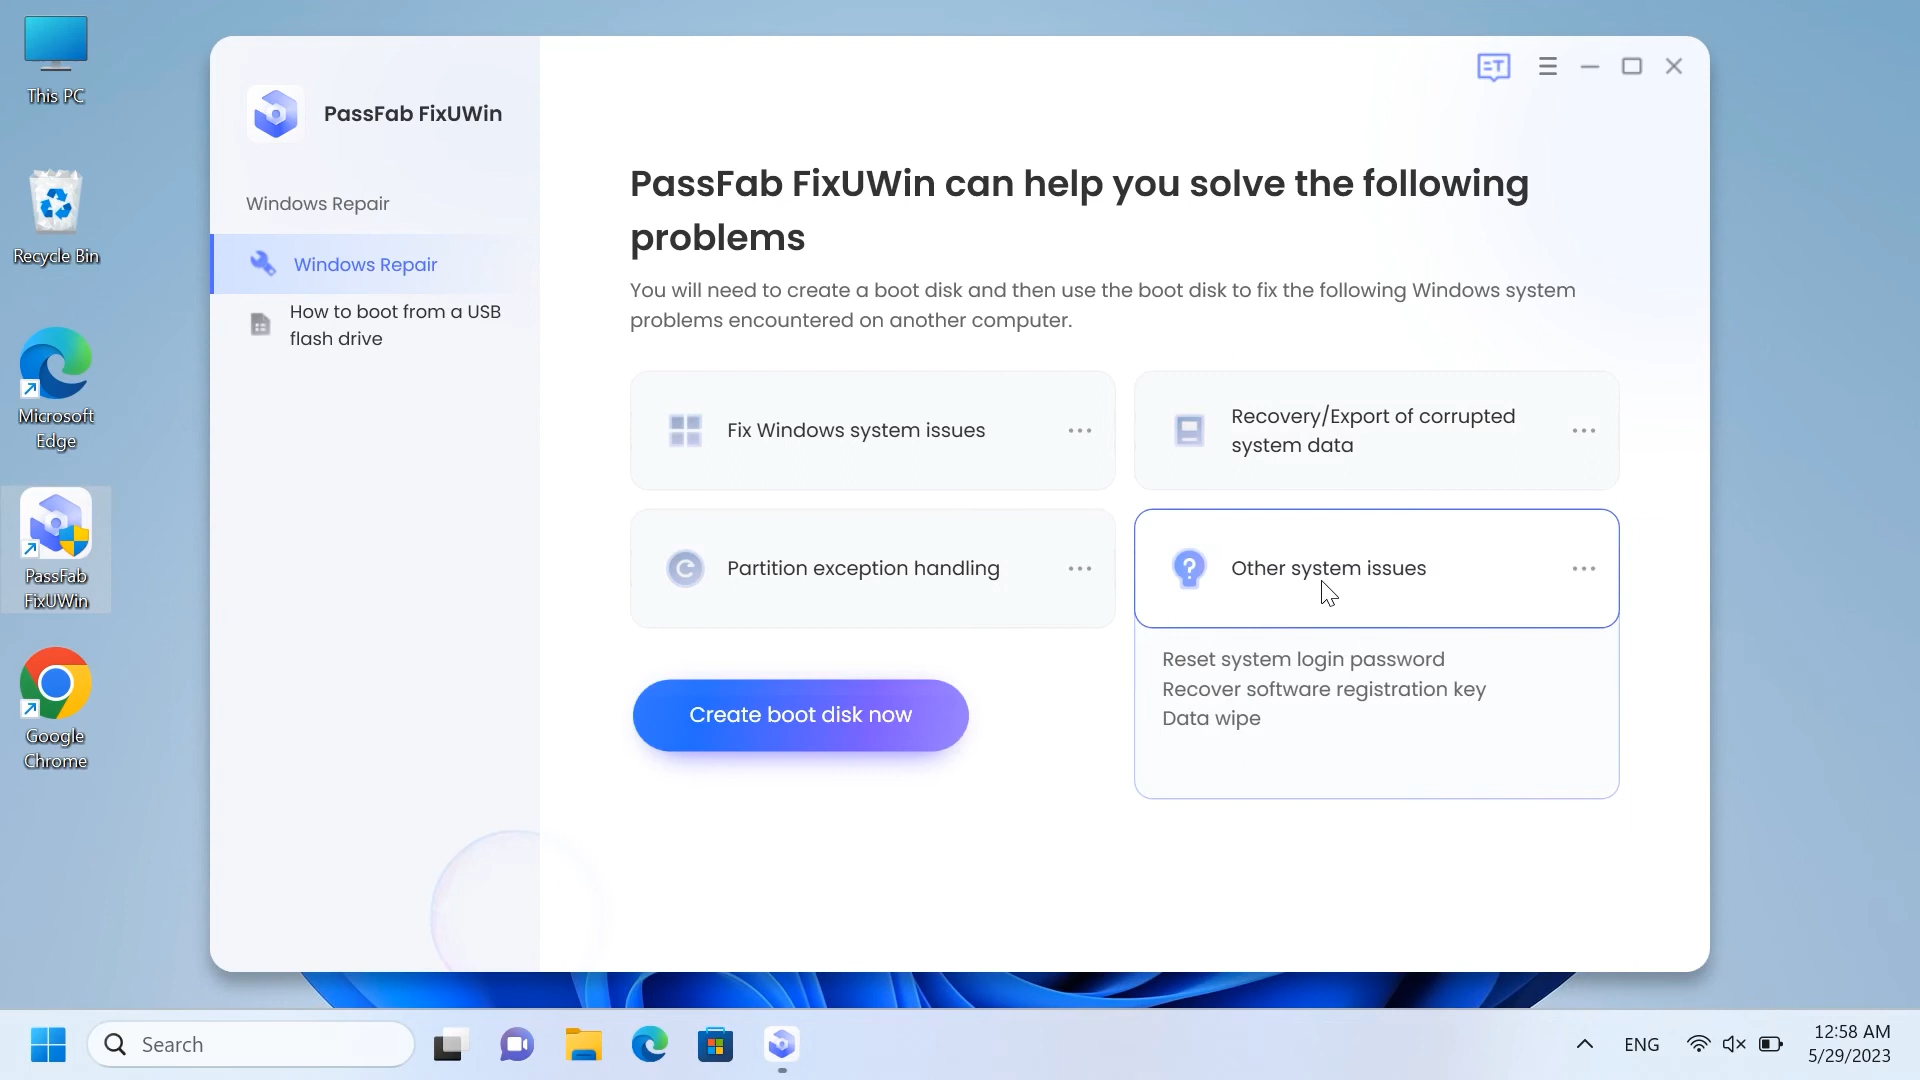 This PC
Recycle Bin
Microsoft
Edge
PassFab
FixUWin
Google
Chrome
PassFab FixUWin
Windows Repair
Windows Repair
How to boot from a USB
flash drive
PassFab FixUWin can help you solve the following
problems
You will need to create a boot disk and then use the boot disk to fix the following Windows system
problems encountered on another computer.
Fix Windows system issues
Recovery/Export of corrupted
system data
Partition exception handling
Other system issues
Reset system login password
Recover software registration key
Data wipe
Create boot disk now
Search
ENG
12:58 AM
5/29/2023